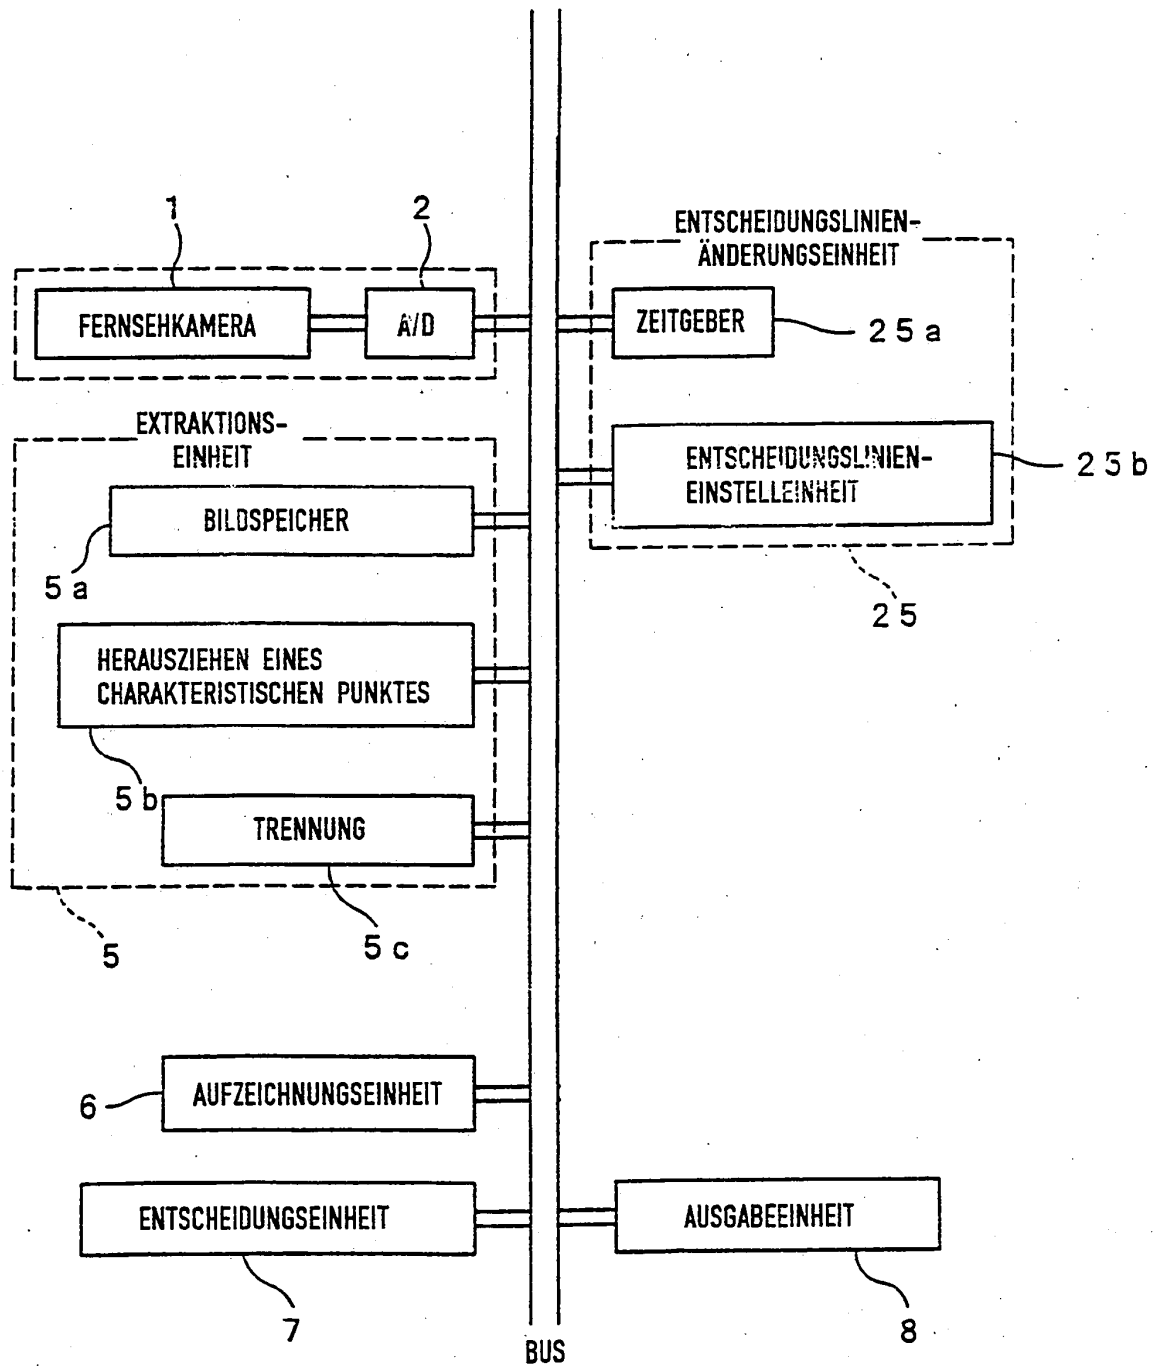 1
2
FERNSEHKAMERA
A/D
ENTSCHEIDUNGSLINIEN-
ÄNDERUNGSEINHEIT
ZEITGEBER
25a
ENTSCHEIDUNGSLINIEN-
EINSTELLEINHEIT
25b
25
EXTRAKTIONS-
EINHEIT
BILDSPEICHER
5a
HERAUSZIEHEN EINES
CHARAKTERISTISCHEN PUNKTES
5b
TRENNUNG
5
5c
AUFZEICHNUNGSEINHEIT
6
ENTSCHEIDUNGSEINHEIT
7
AUSGABEEINHEIT
8
BUS